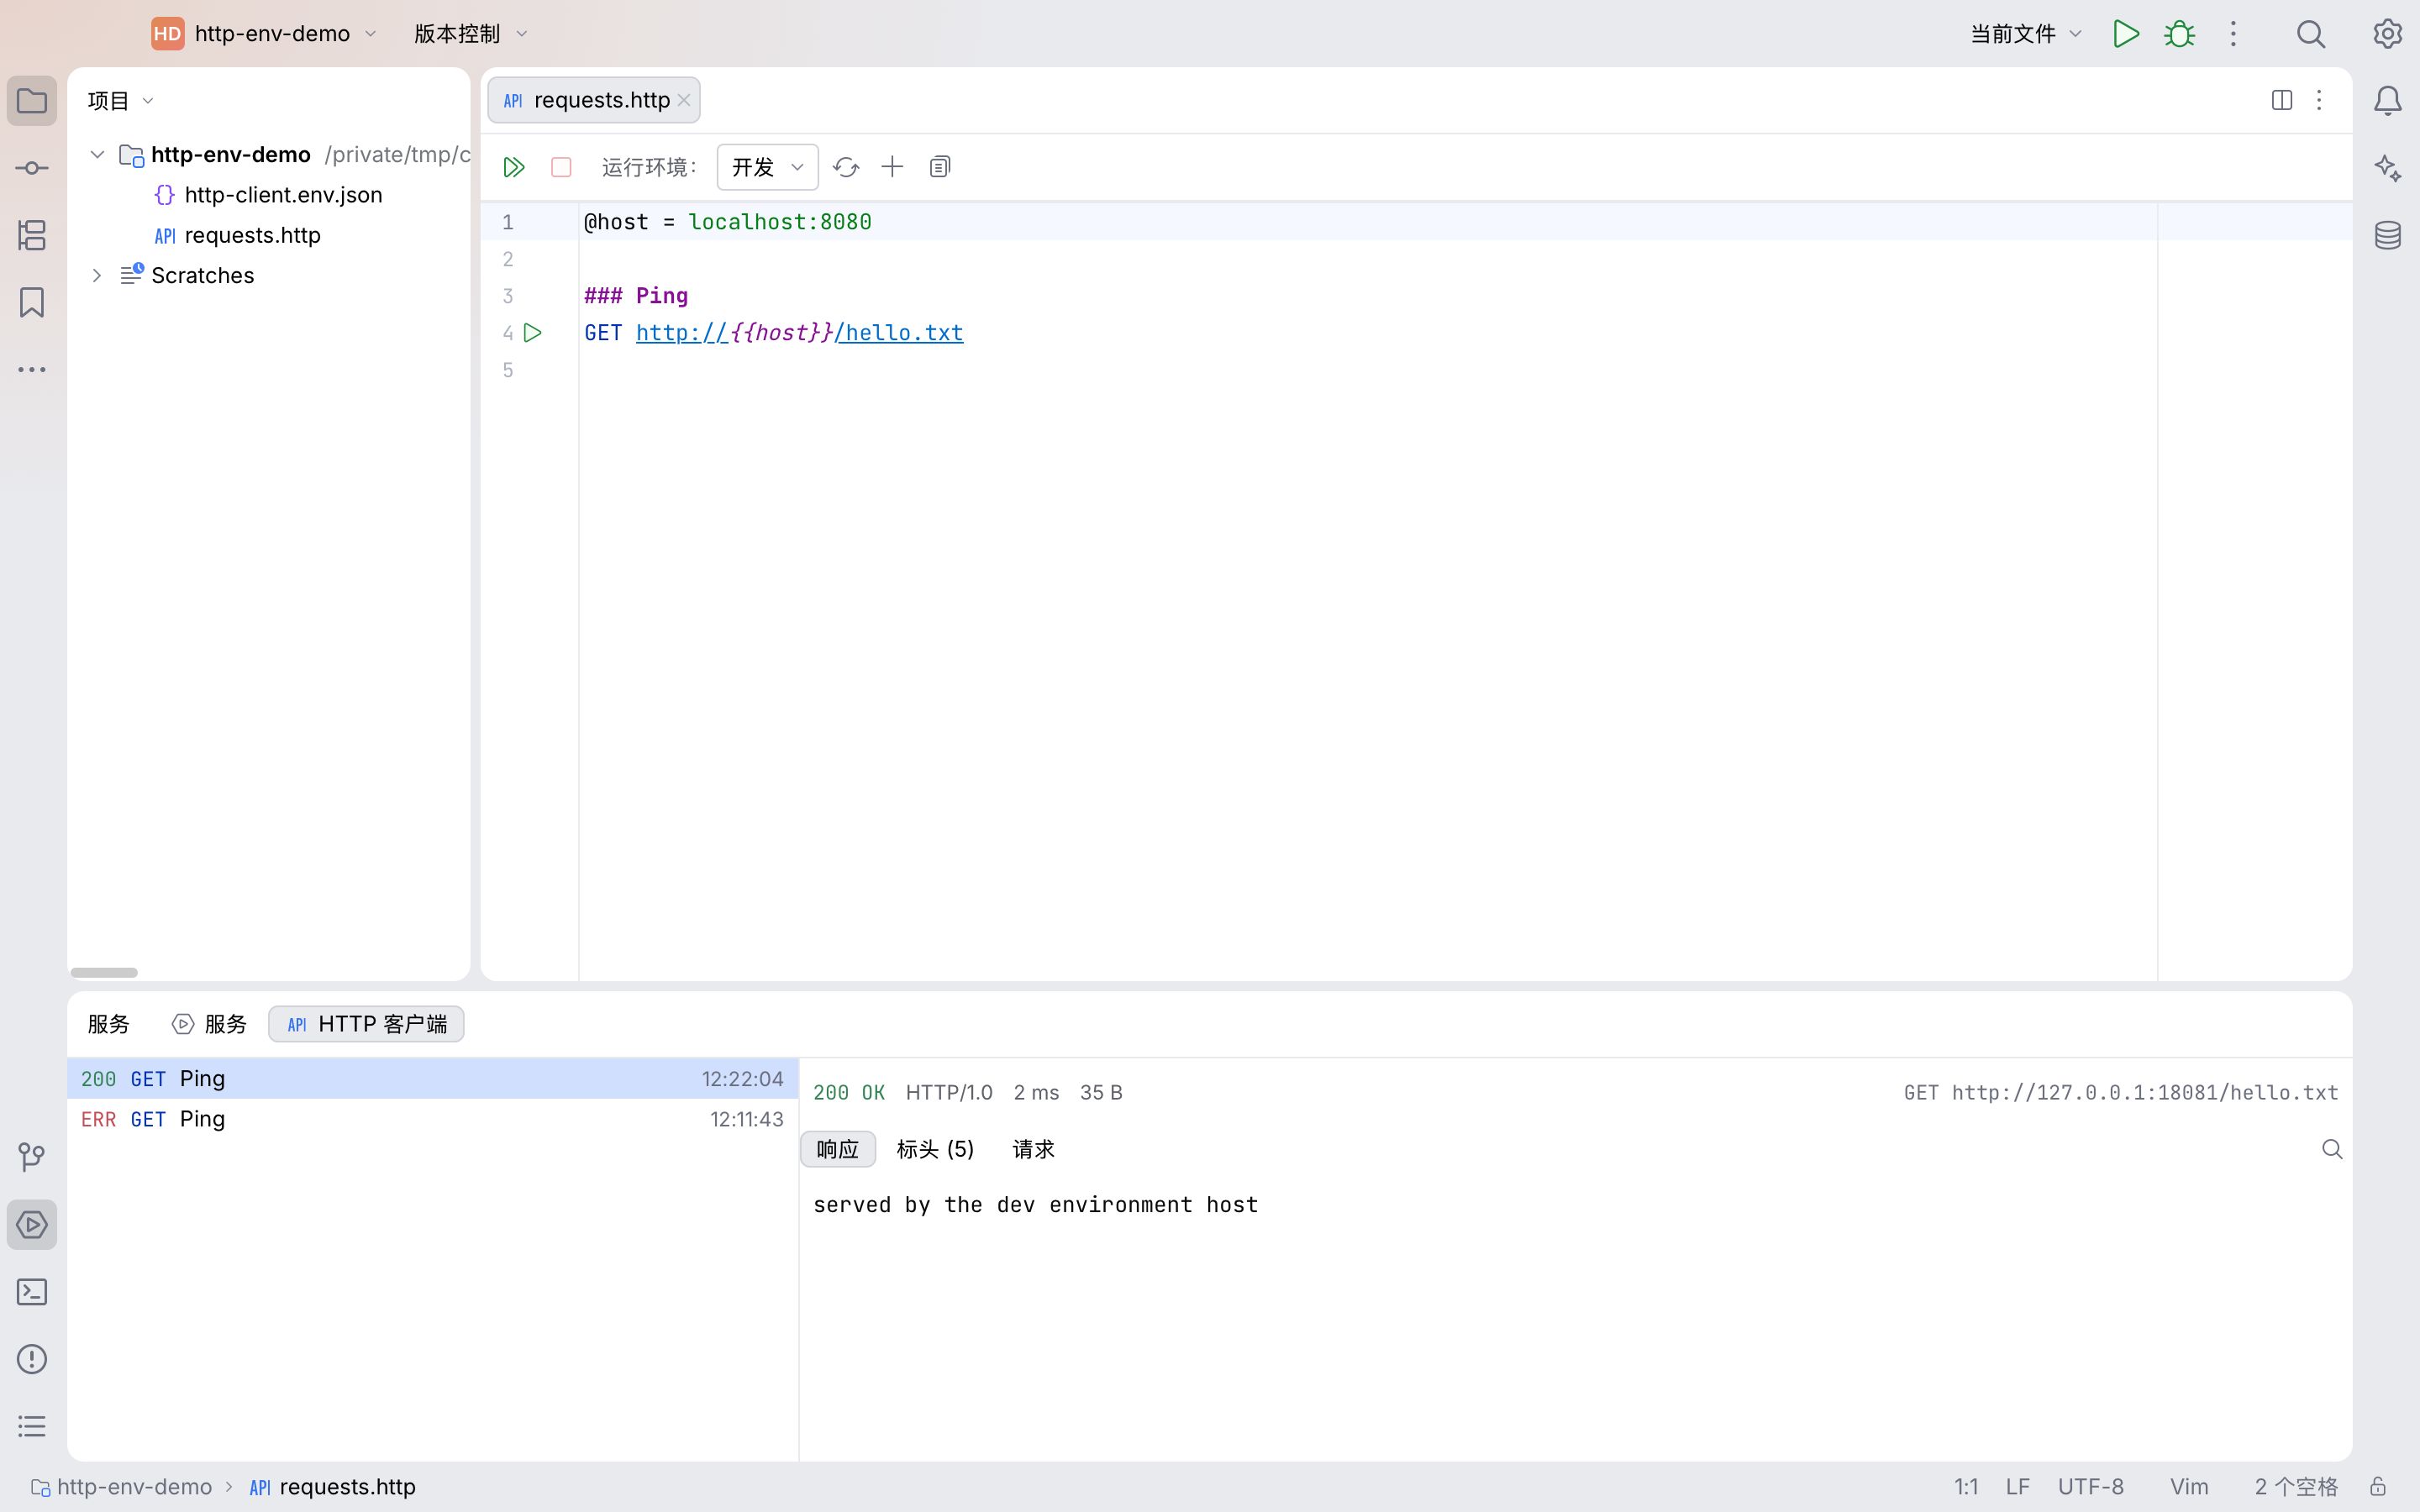 HD http-env-demo 版本控制 当前文件
项目
http-env-demo /private/tmp/c
{} http-client.env.json
API requests.http
Scratches
API requests.http
运行环境: 开发
1 @host = localhost:8080
2
3 ### Ping
4 GET http://{{host}}/hello.txt
5
服务 服务 API HTTP 客户端
200 GET Ping 12:22:04
ERR GET Ping 12:11:43
200 OK HTTP/1.0 2 ms 35 B GET http://127.0.0.1:18081/hello.txt
响应 标头 (5) 请求
served by the dev environment host
http-env-demo › API requests.http 1:1 LF UTF-8 Vim 2 个空格